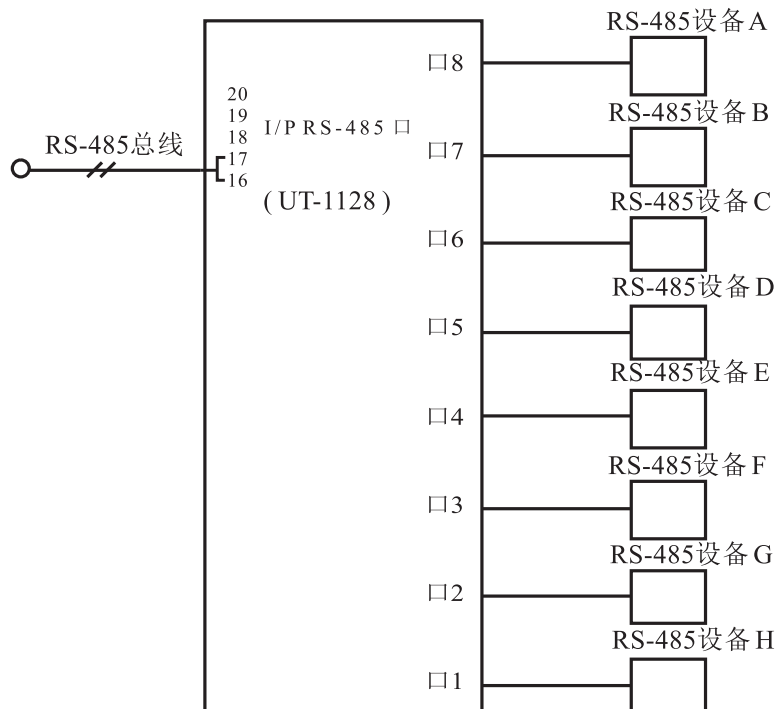 RS-485设备A
口8
20
19
I/P RS-485 口
18
RS-485总线
17
16
(UT-1128)
RS-485设备B
口7
RS-485设备C
口6
RS-485设备D
口5
RS-485设备E
口4
RS-485设备F
口3
RS-485设备G
口2
RS-485设备H
口1